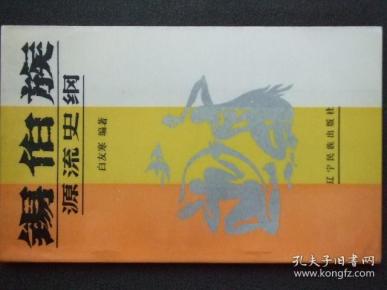 锡伯族
源流史纲
白友寒 编著
辽宁民族出版社
孔夫子旧书网
book.kongfz.com